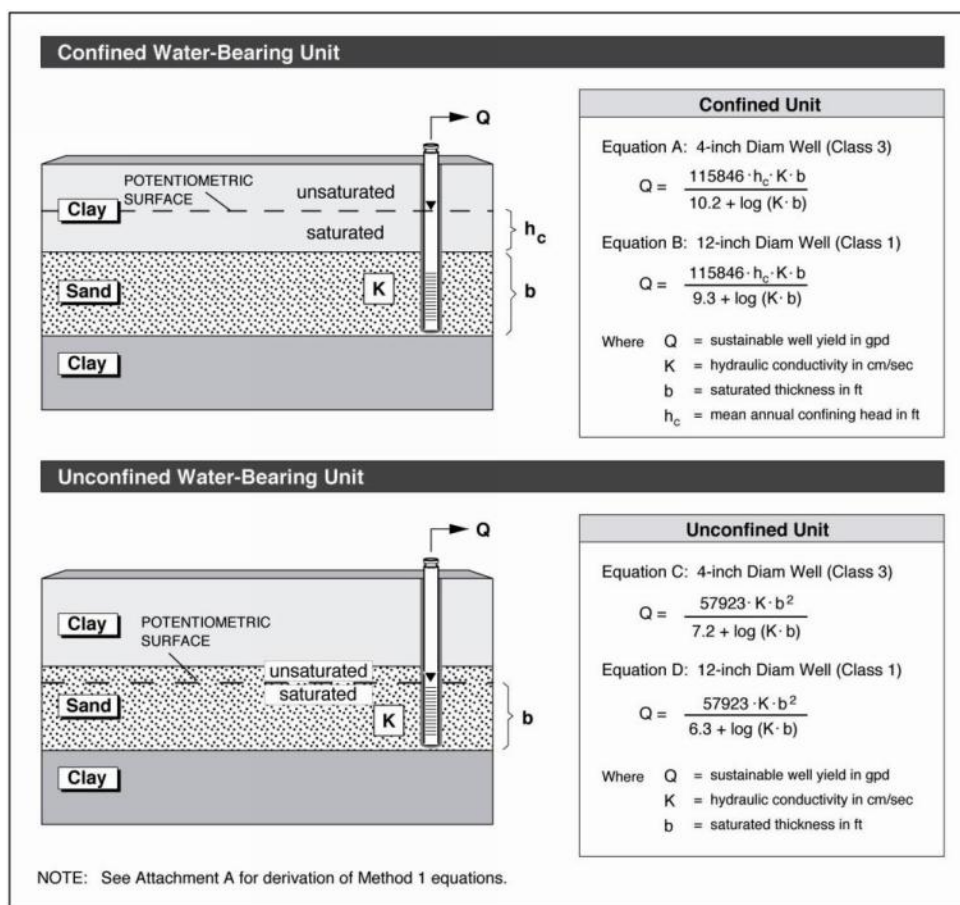 Confined Water-Bearing Unit
Q
POTENTIOMETRIC
SURFACE
unsaturated
Clay
saturated
h_c
Sand
K
b
Clay
Confined Unit
Equation A: 4-inch Diam Well (Class 3)
Q = 115846 · h_c · K · b / 10.2 + log (K · b)
Equation B: 12-inch Diam Well (Class 1)
Q = 115846 · h_c · K · b / 9.3 + log (K · b)
Where Q = sustainable well yield in gpd
K = hydraulic conductivity in cm/sec
b = saturated thickness in ft
h_c = mean annual confining head in ft
Unconfined Water-Bearing Unit
Q
Clay
POTENTIOMETRIC
SURFACE
unsaturated
saturated
Sand
K
b
Clay
Unconfined Unit
Equation C: 4-inch Diam Well (Class 3)
Q = 57923 · K · b² / 7.2 + log (K · b)
Equation D: 12-inch Diam Well (Class 1)
Q = 57923 · K · b² / 6.3 + log (K · b)
Where Q = sustainable well yield in gpd
K = hydraulic conductivity in cm/sec
b = saturated thickness in ft
NOTE: See Attachment A for derivation of Method 1 equations.